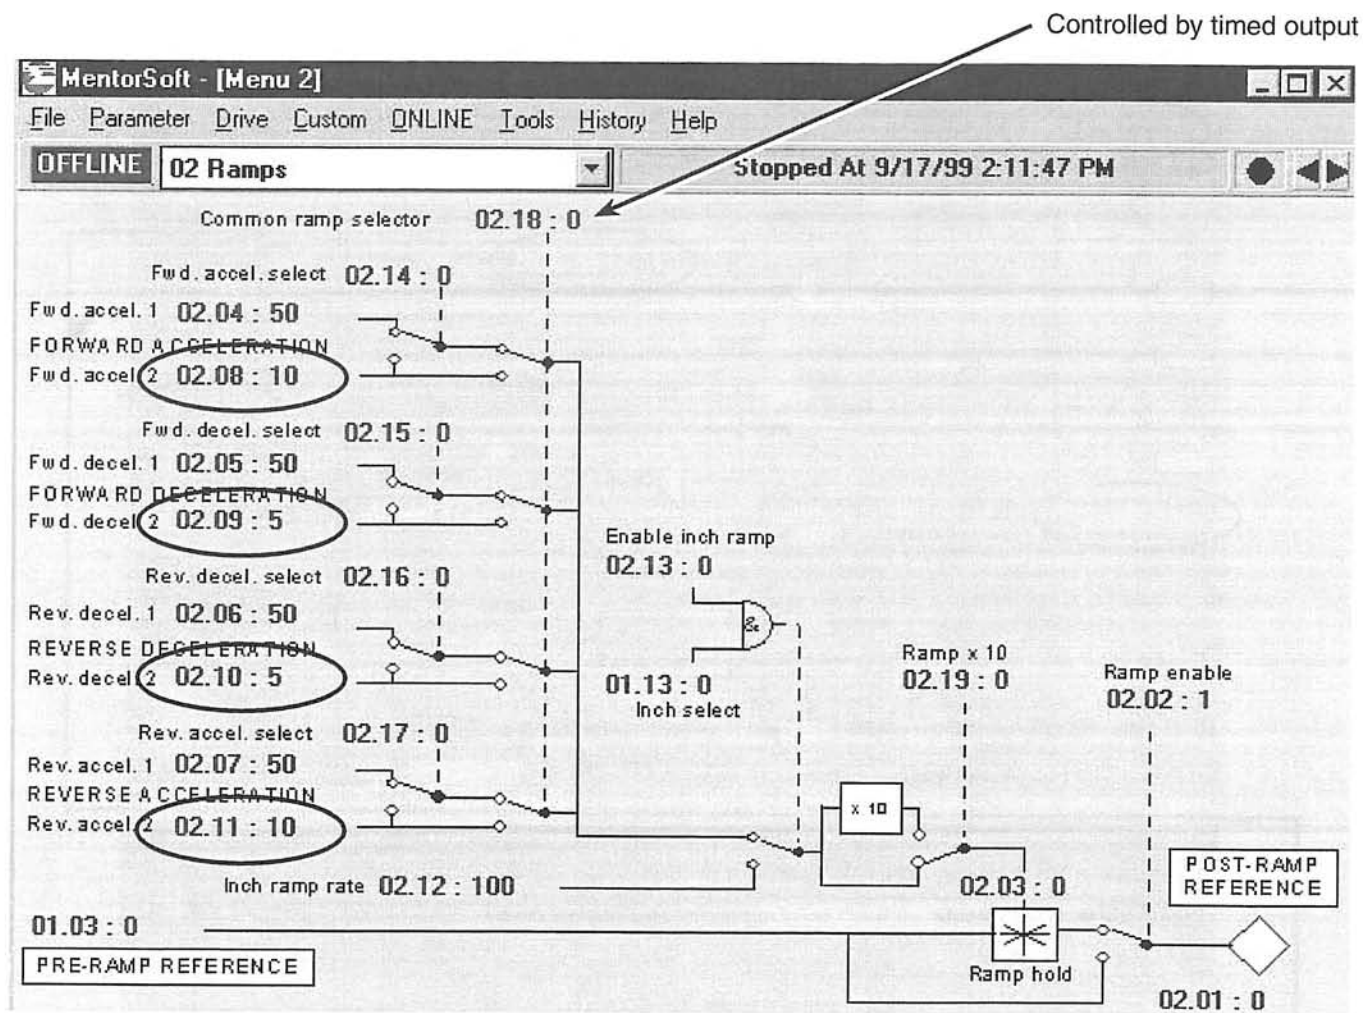 Controlled by timed output
MentorSoft - [Menu 2]
File Parameter Drive Custom ONLINE Tools History Help
OFFLINE 02 Ramps Stopped At 9/17/99 2:11:47 PM
Common ramp selector 02.18 : 0
Fwd. accel. select 02.14 : 0
Fwd. accel. 1 02.04 : 50
FORWARD ACCELERATION
Fwd. accel 2 02.08 : 10
Fwd. decel. select 02.15 : 0
Fwd. decel. 1 02.05 : 50
FORWARD DECELERATION
Fwd. decel 2 02.09 : 5
Enable inch ramp
02.13 : 0
Rev. decel. select 02.16 : 0
Rev. decel. 1 02.06 : 50
&
REVERSE DECELERATION
Rev. decel 2 02.10 : 5
01.13 : 0
Inch select
Ramp x 10
02.19 : 0
Ramp enable
02.02 : 1
Rev. accel. select 02.17 : 0
Rev. accel. 1 02.07 : 50
REVERSE ACCELERATION
Rev. accel 2 02.11 : 10
x 10
Inch ramp rate 02.12 : 100
02.03 : 0
POST-RAMP
REFERENCE
01.03 : 0
PRE-RAMP REFERENCE
Ramp hold
02.01 : 0